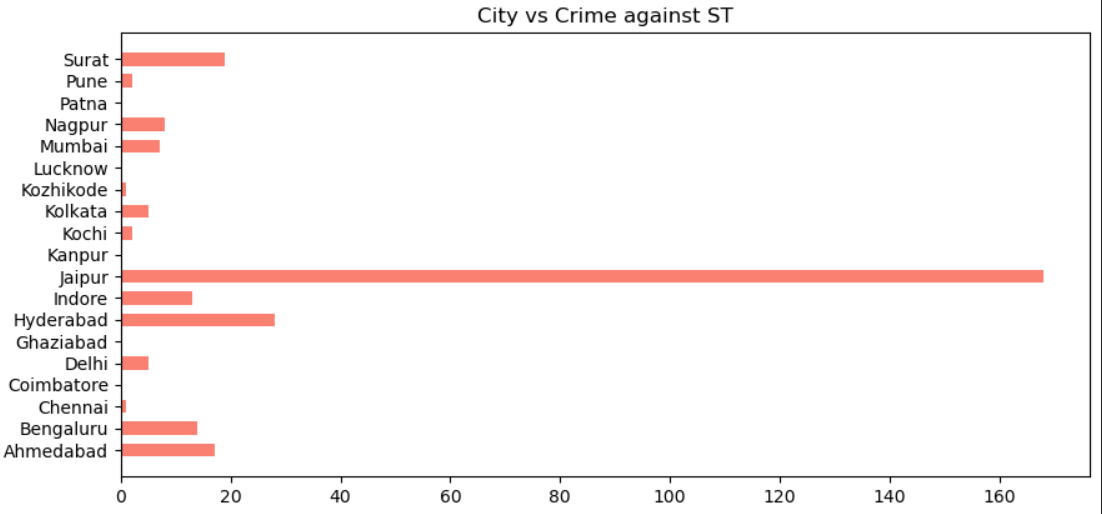 City vs Crime against ST
Surat
Pune
Patna
Nagpur
Mumbai
Lucknow
Kozhikode
Kolkata
Kochi
Kanpur
Jaipur
Indore
Hyderabad
Ghaziabad
Delhi
Coimbatore
Chennai
Bengaluru
Ahmedabad
0 20 40 60 80 100 120 140 160